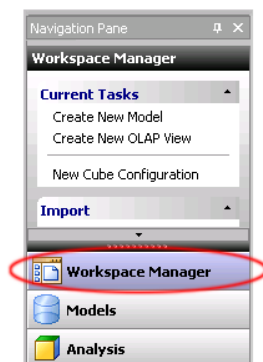 Navigation Pane
Workspace Manager
Current Tasks
Create New Model
Create New OLAP View
New Cube Configuration
Import
Workspace Manager
Models
Analysis